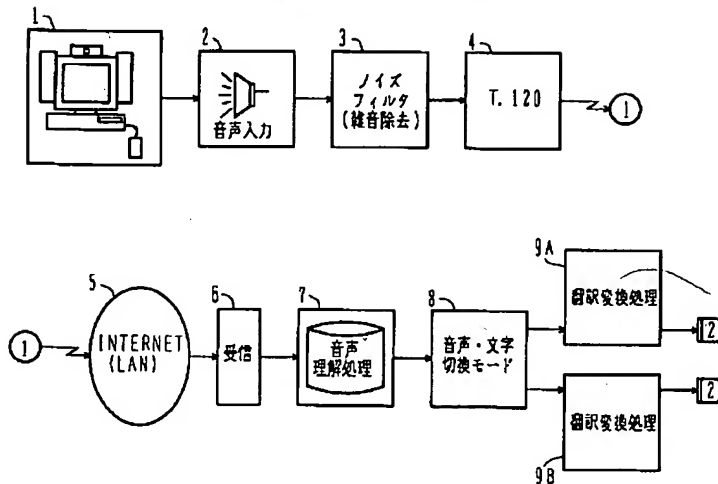 1
2
音声入力
3
ノイズ
フィルタ
(雑音除去)
4
T.120
1
1
5
INTERNET
(LAN)
6
受信
7
音声
理解処理
8
音声・文字
切換モード
9A
翻訳変換処理
2
9B
翻訳変換処理
2